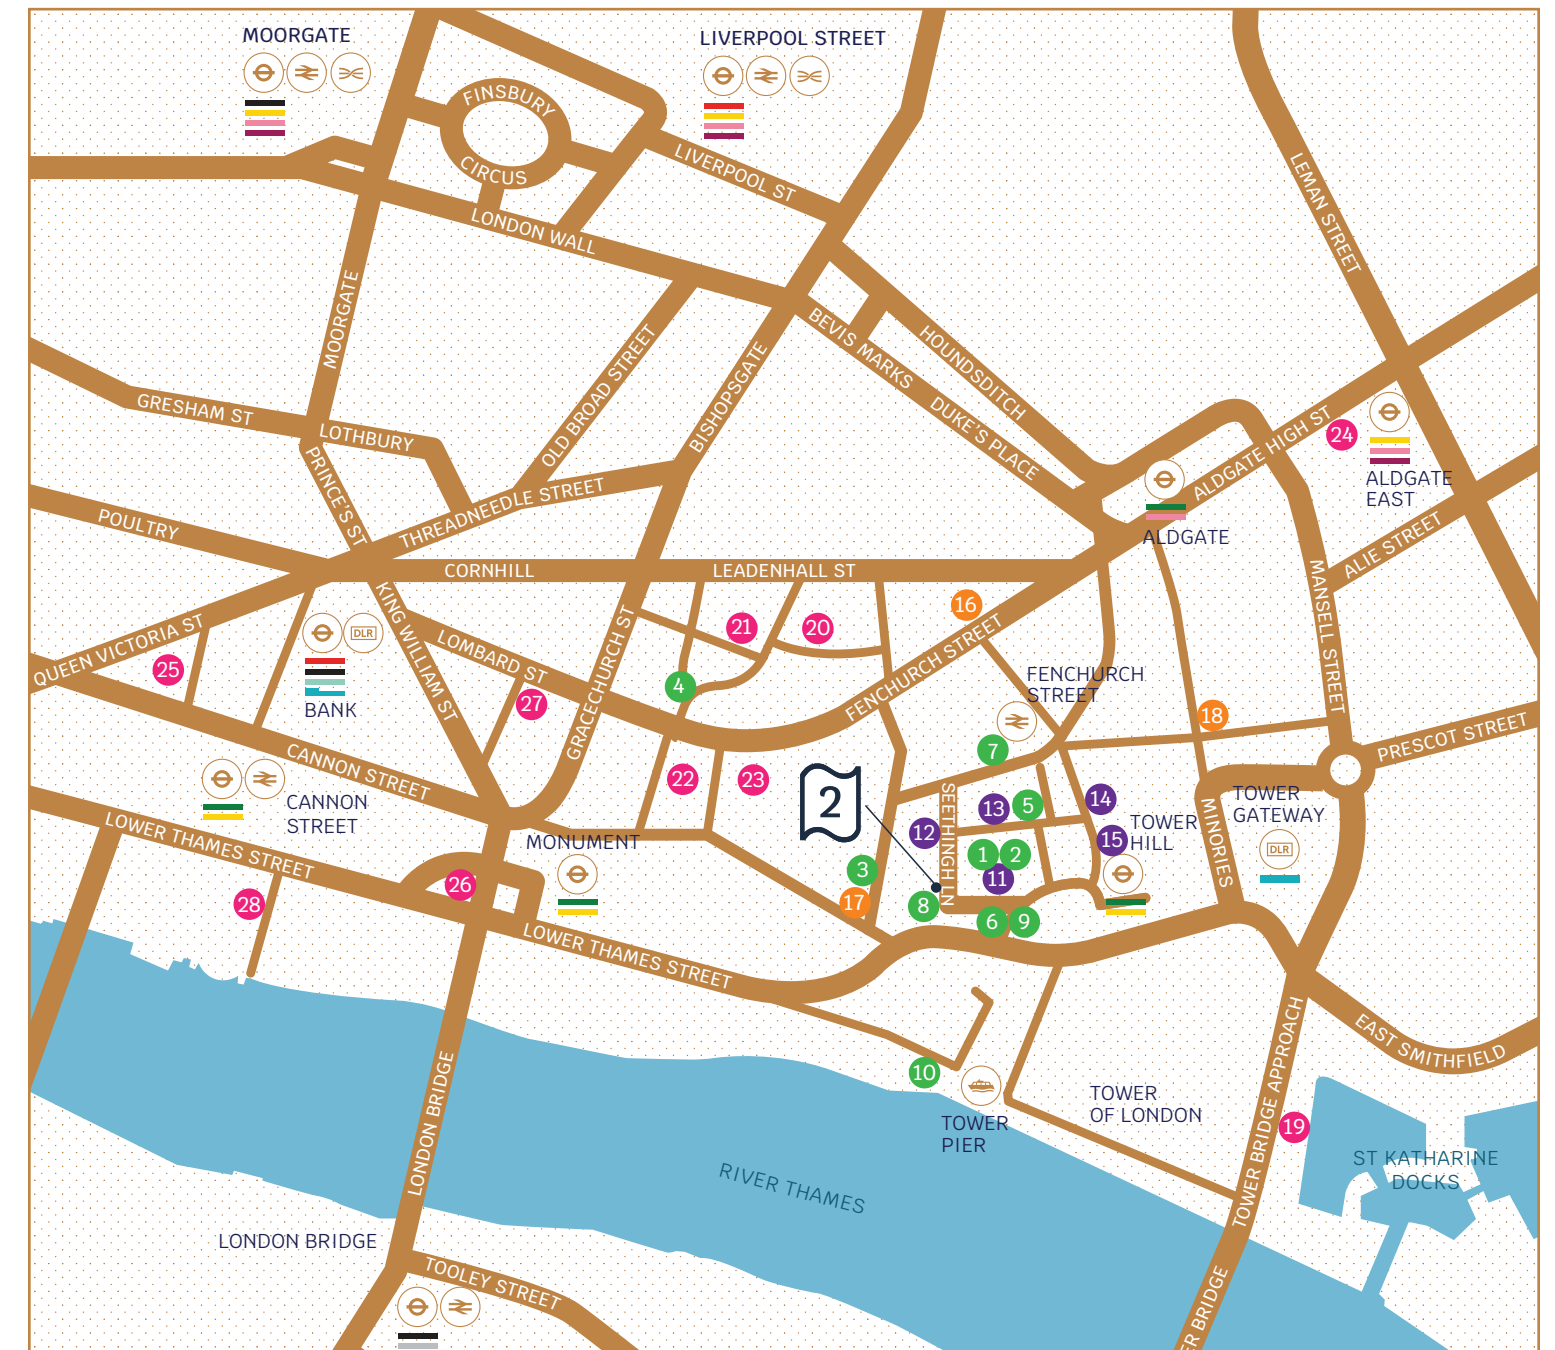 MOORGATE
LIVERPOOL STREET
FINSBURY
CIRCUS
LIVERPOOL ST
LONDON WALL
LEMAN STREET
MOORGATE
OLD BROAD STREET
BISHOPSGATE
BEVIS MARKS
HOUNDSDITCH
DUKE'S PLACE
GRESHAM ST
LOTHBURY
ALDGATE HIGH ST
24
ALDGATE
EAST
PRINCE'S ST
THREADNEEDLE STREET
POULTRY
ALDGATE
ALIE STREET
CORNHILL
LEADENHALL ST
MANSELL STREET
16
QUEEN VICTORIA ST
DLR
KING WILLIAM ST
LOMBARD ST
GRACECHURCH ST
21
20
FENCHURCH STREET
25
BANK
27
4
FENCHURCH
STREET
18
7
PRESCOT STREET
CANNON STREET
CANNON
STREET
22
23
2
SEETHING LN
13
5
14
12
15
TOWER
HILL
TOWER
GATEWAY
DLR
MINORIES
LOWER THAMES STREET
MONUMENT
1
2
3
11
26
28
17
8
6
9
LOWER THAMES STREET
10
TOWER
PIER
TOWER
OF LONDON
TOWER BRIDGE APPROACH
EAST SMITHFIELD
19
ST KATHARINE
DOCKS
LONDON BRIDGE
RIVER THAMES
LONDON BRIDGE
TOOLEY STREET
ER BRIDGE